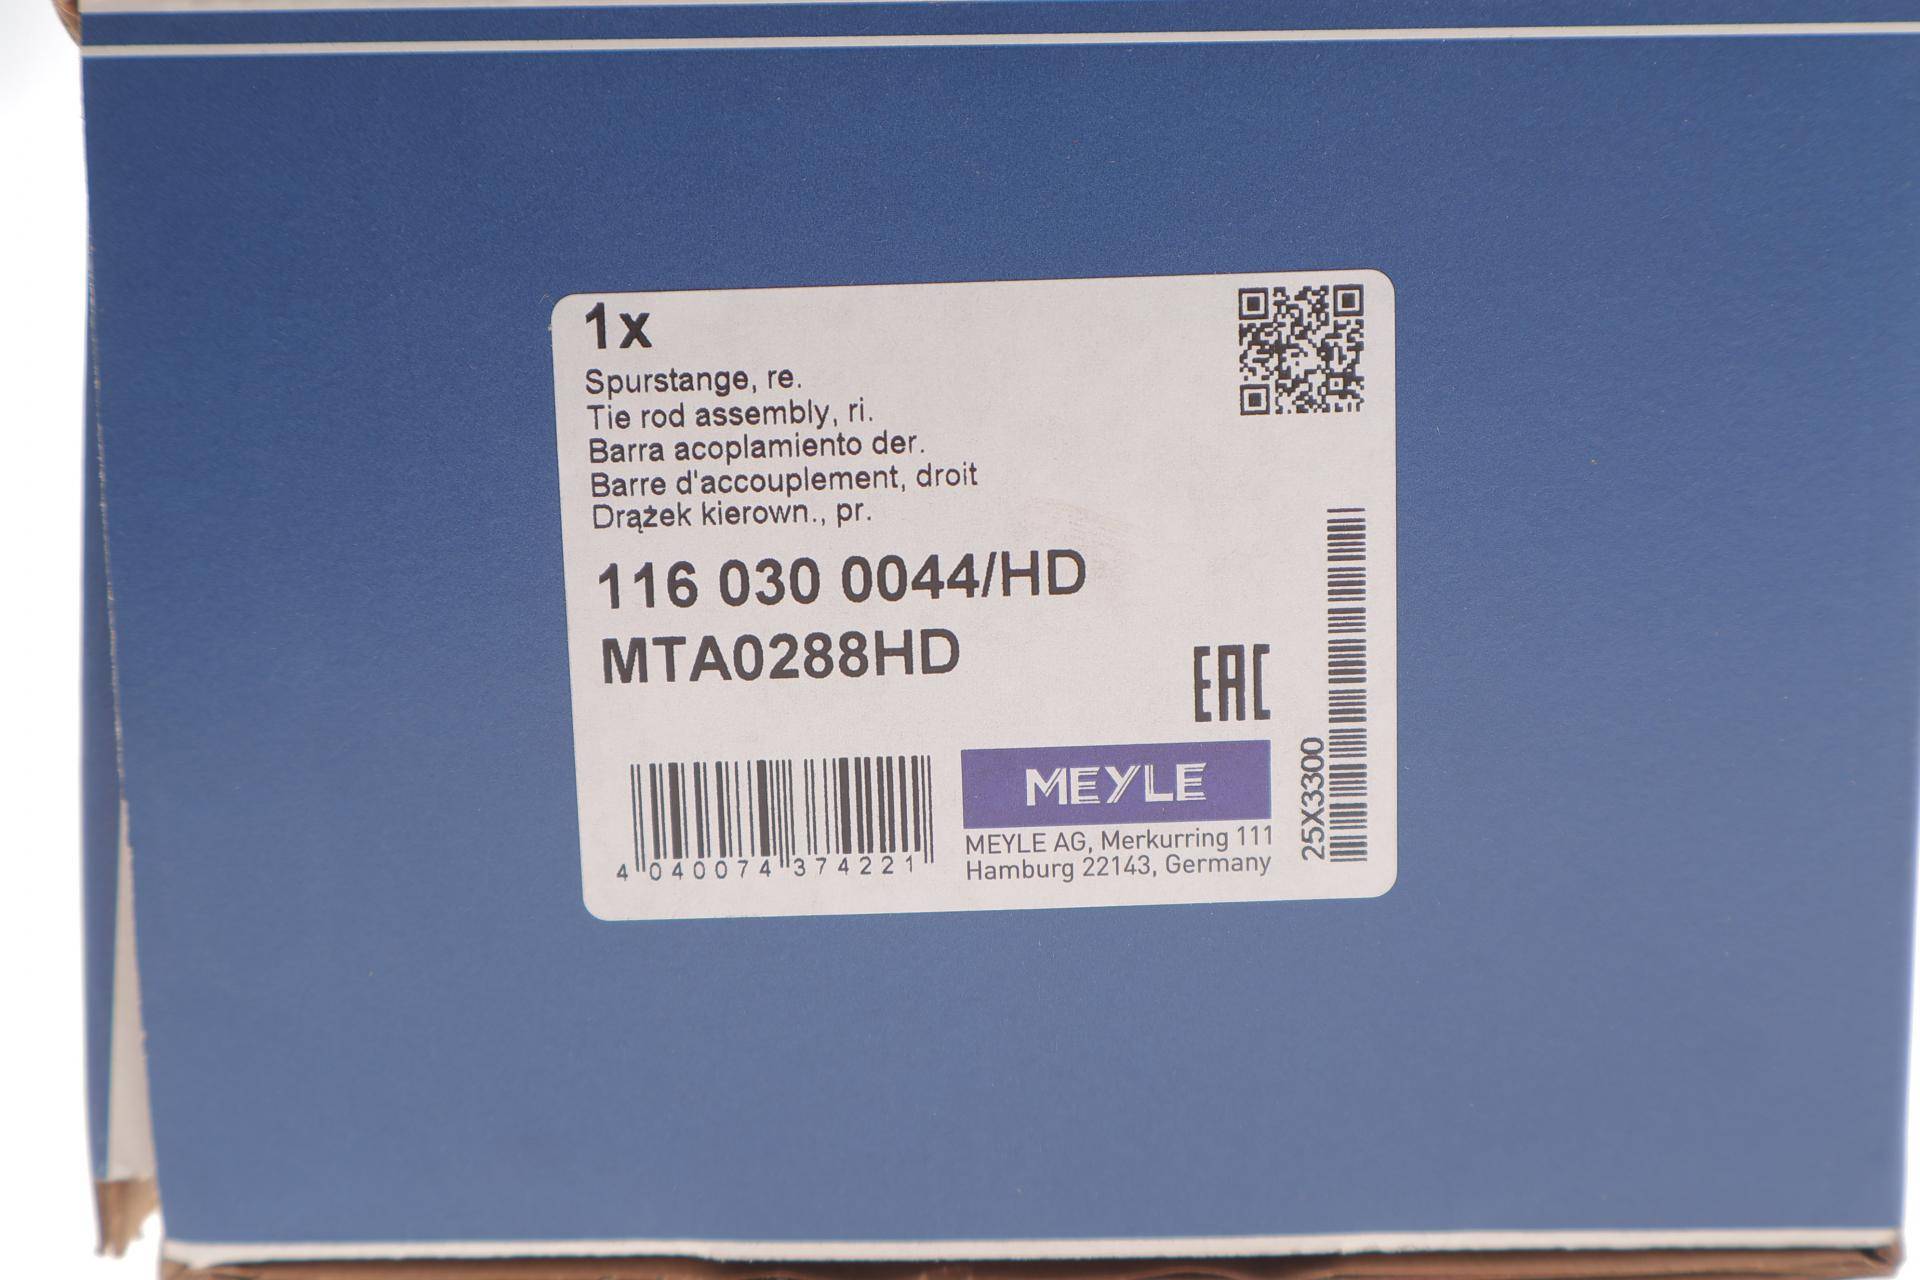 1x
Spurstange, re.
Tie rod assembly, ri.
Barra acoplamiento der.
Barre d'accouplement, droit
Drążek kierown., pr.
116 030 0044/HD
MTA0288HD
EAC
MEYLE
MEYLE AG, Merkurring 111
Hamburg 22143, Germany
4 040074 374221
25X3300